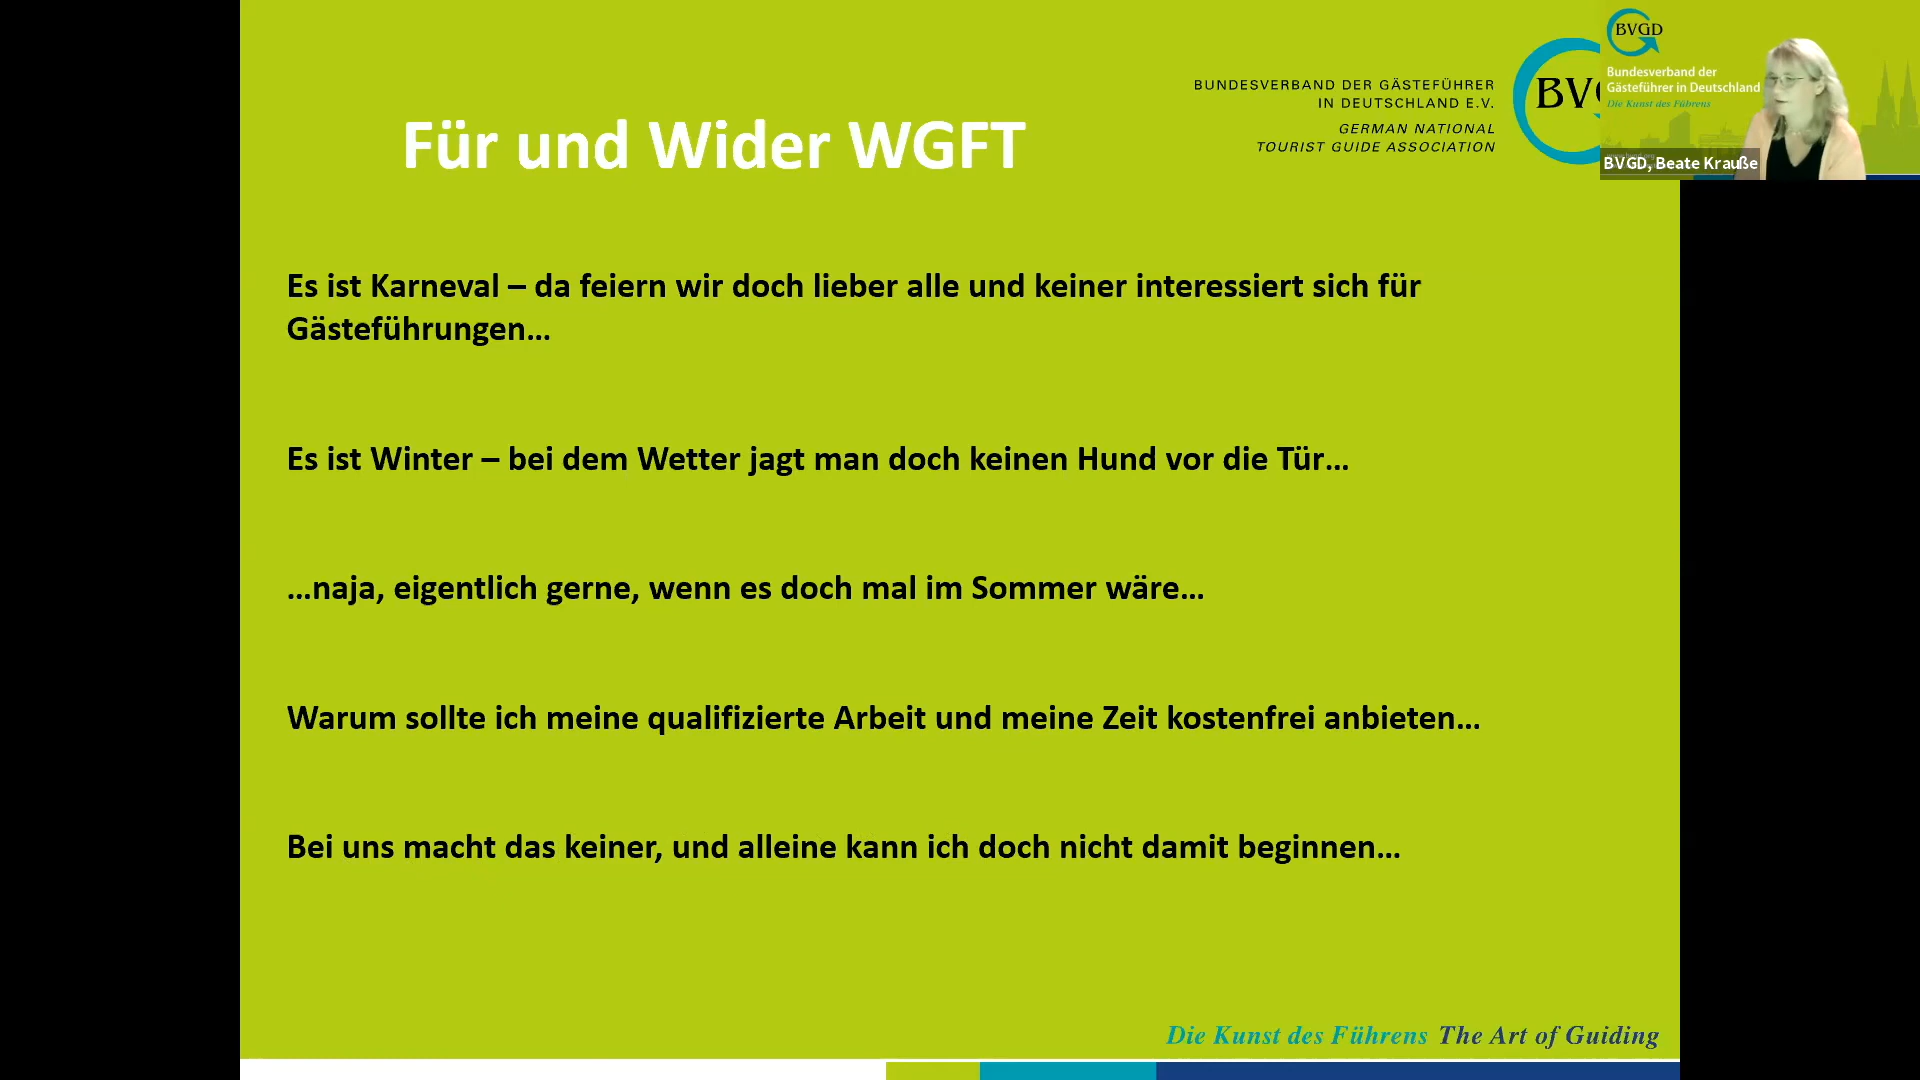 BUNDESVERBAND DER GÄSTEFÜHRER
IN DEUTSCHLAND E.V.
GERMAN NATIONAL
TOURIST GUIDE ASSOCIATION
BVG
BVGD
Bundesverband der
Gästeführer in Deutschland
Die Kunst des Führens
BVGD, Beate Krauße
Für und Wider WGFT
Es ist Karneval – da feiern wir doch lieber alle und keiner interessiert sich für
Gästeführungen…
Es ist Winter – bei dem Wetter jagt man doch keinen Hund vor die Tür…
…naja, eigentlich gerne, wenn es doch mal im Sommer wäre…
Warum sollte ich meine qualifizierte Arbeit und meine Zeit kostenfrei anbieten…
Bei uns macht das keiner, und alleine kann ich doch nicht damit beginnen…
Die Kunst des Führens The Art of Guiding